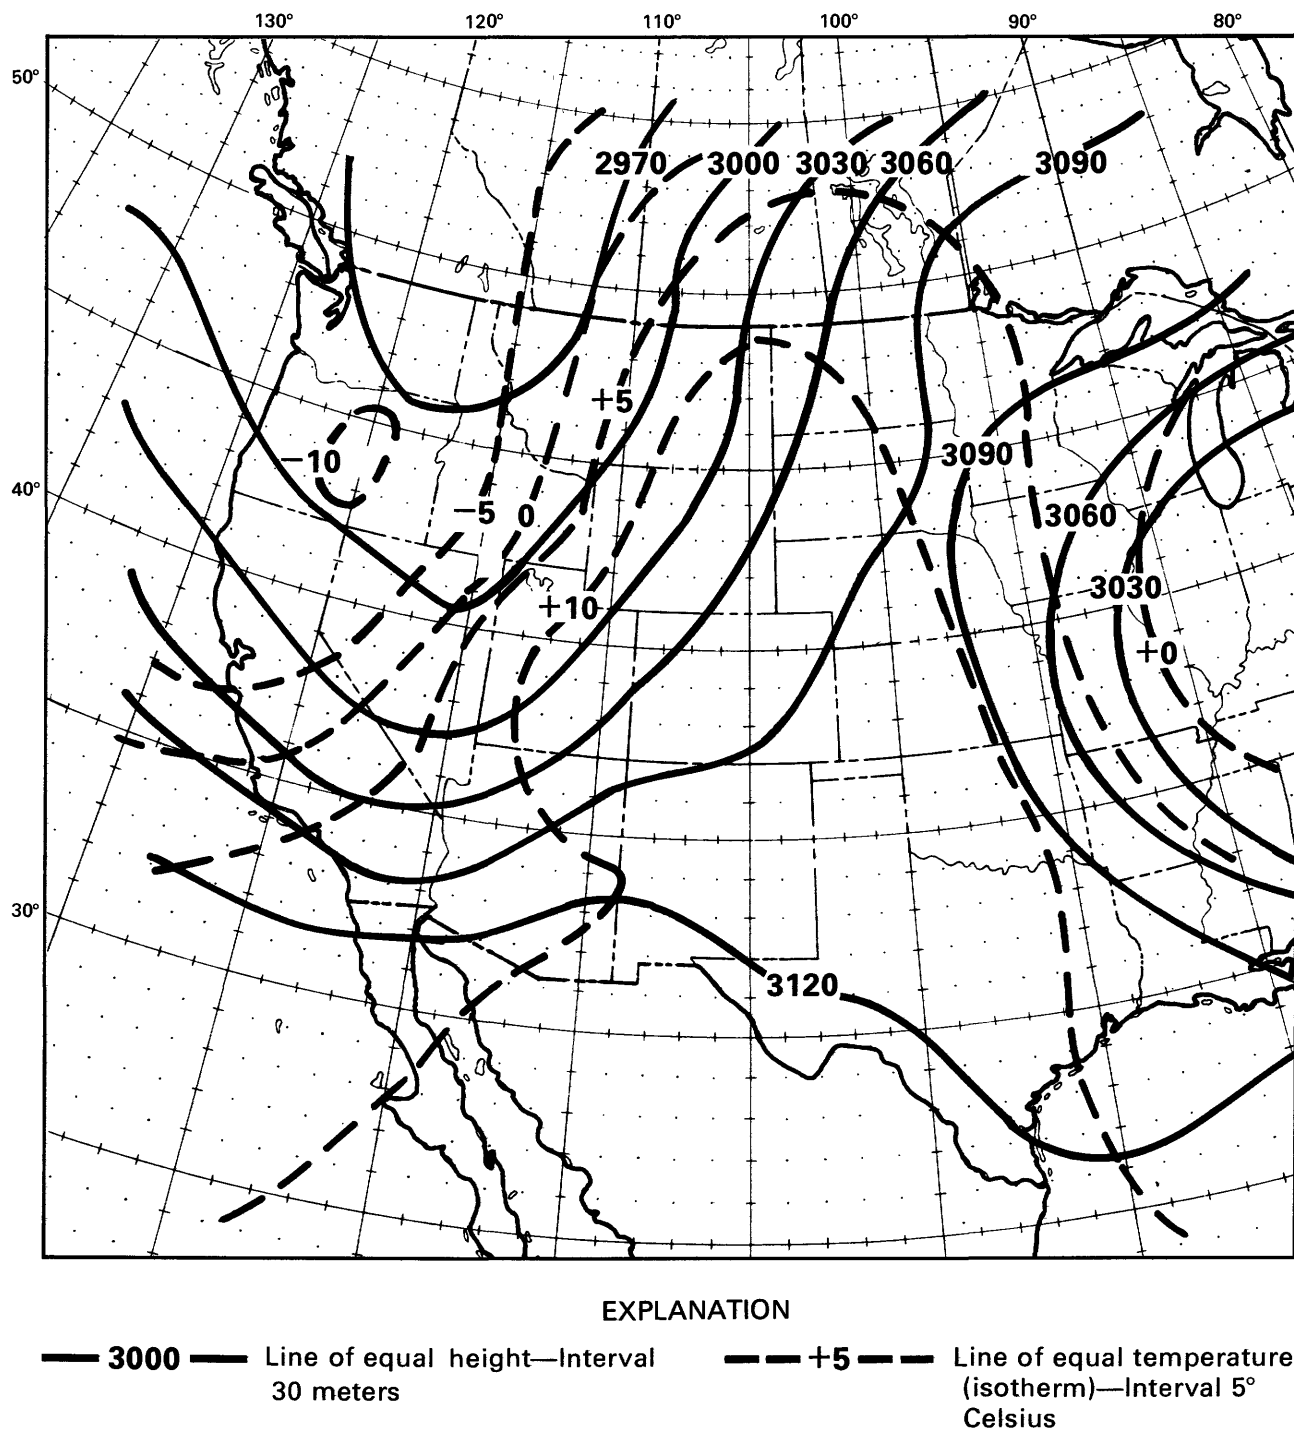 130° 120° 110° 100° 90° 80°
50°
2970 3000 3030 3060 3090
+5
3090
−10
40°
−5 0 3060
3030
+10
+0
30°
3120
EXPLANATION
3000 Line of equal height—Interval
30 meters
+5 Line of equal temperature
(isotherm)—Interval 5°
Celsius